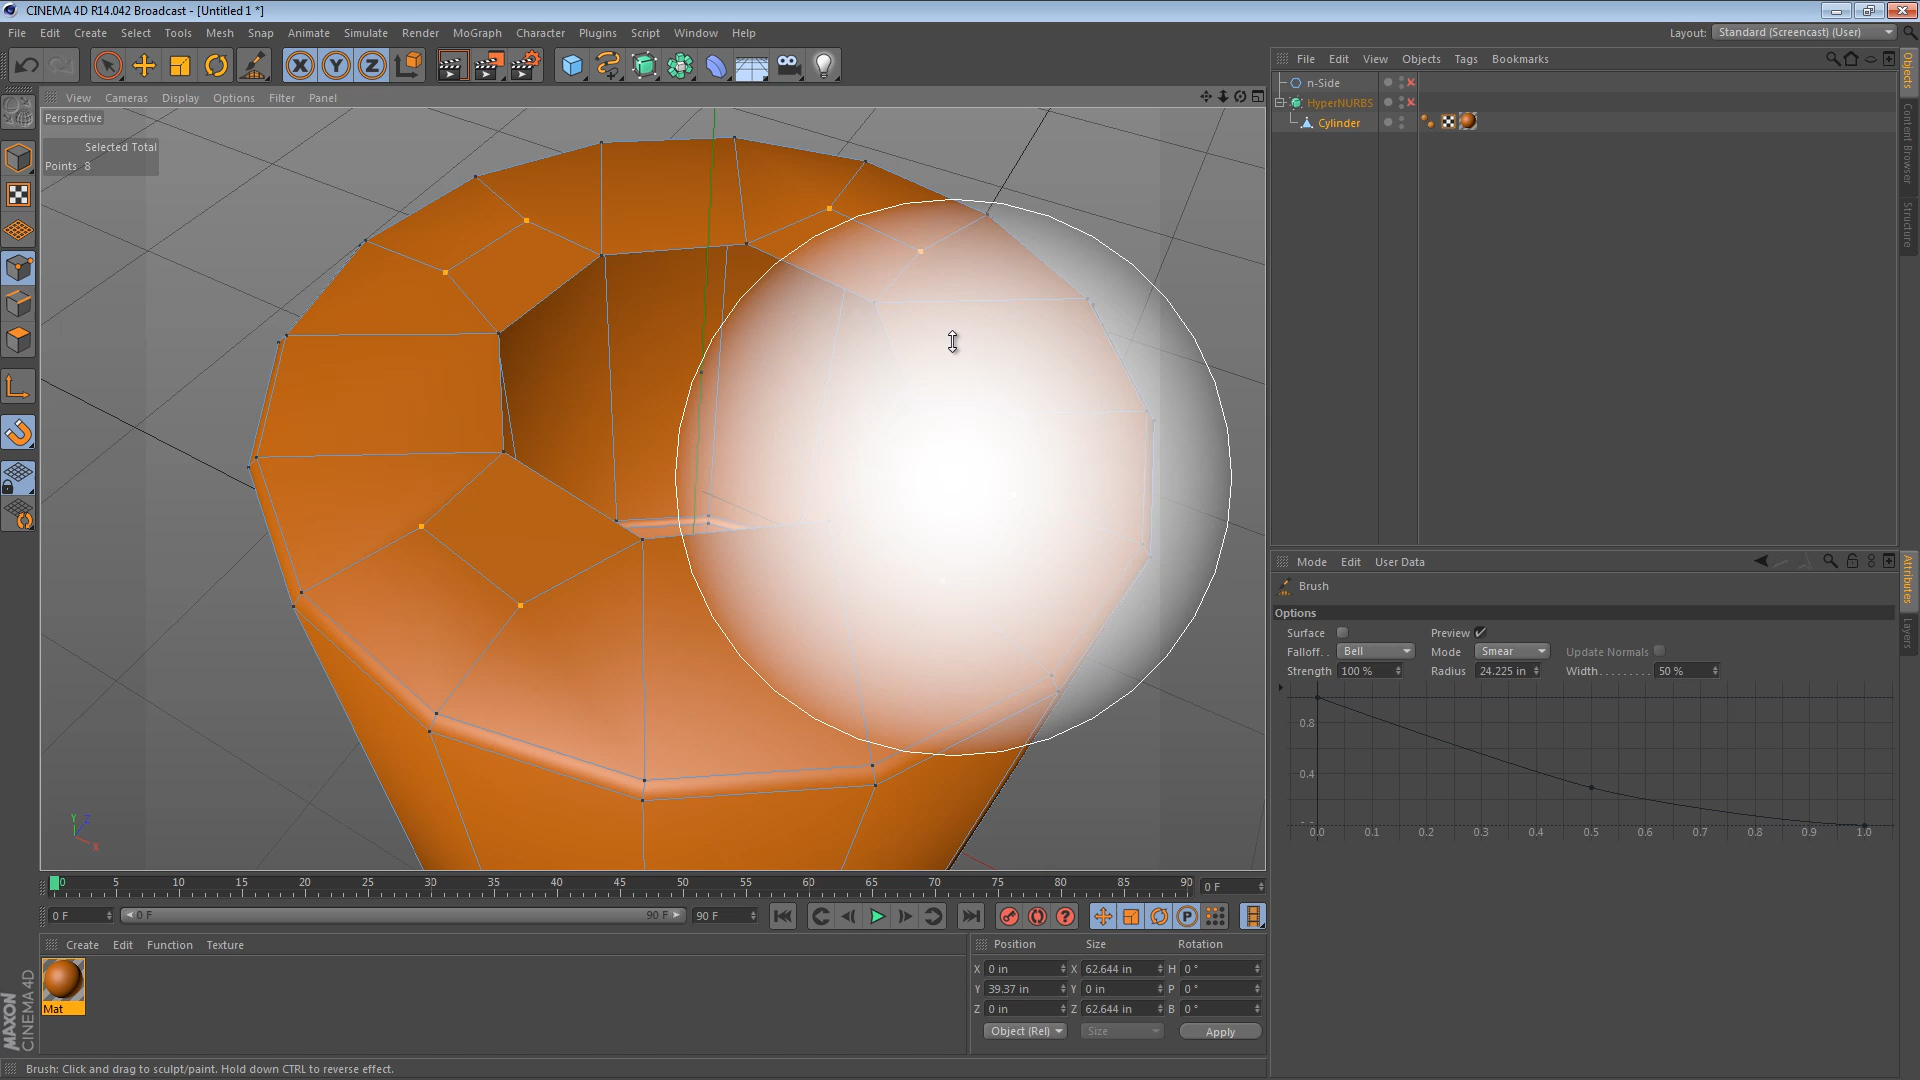 CINEMA 4D R14.042 Broadcast - [Untitled 1 *]
File Edit Create Select Tools Mesh Snap Animate Simulate Render MoGraph Character Plugins Script Window Help
Layout: Standard (Screencast) (User)
View Cameras Display Options Filter Panel
File Edit View Objects Tags Bookmarks
Perspective
Selected Total
Points 8
n-Side
HyperNURBS
Cylinder
Objects
Content Browser
Structure
Mode Edit User Data
Brush
Options
Surface Preview
Falloff. . Bell Mode Smear Update Normals
Strength 100 % Radius 24.225 in Width......... 50 %
0.8
0.4
0.0 0.1 0.2 0.3 0.4 0.5 0.6 0.7 0.8 0.9 1.0
Attributes
Layers
0 5 10 15 20 25 30 35 40 45 50 55 60 65 70 75 80 85 90 0 F
0 F 0 F 90 F 90 F
Create Edit Function Texture
Mat
Position Size Rotation
X 0 in X 62.644 in H 0 °
Y 39.37 in Y 0 in P 0 °
Z 0 in Z 62.644 in B 0 °
Object (Rel) Size Apply
MAXON
CINEMA 4D
Brush: Click and drag to sculpt/paint. Hold down CTRL to reverse effect.